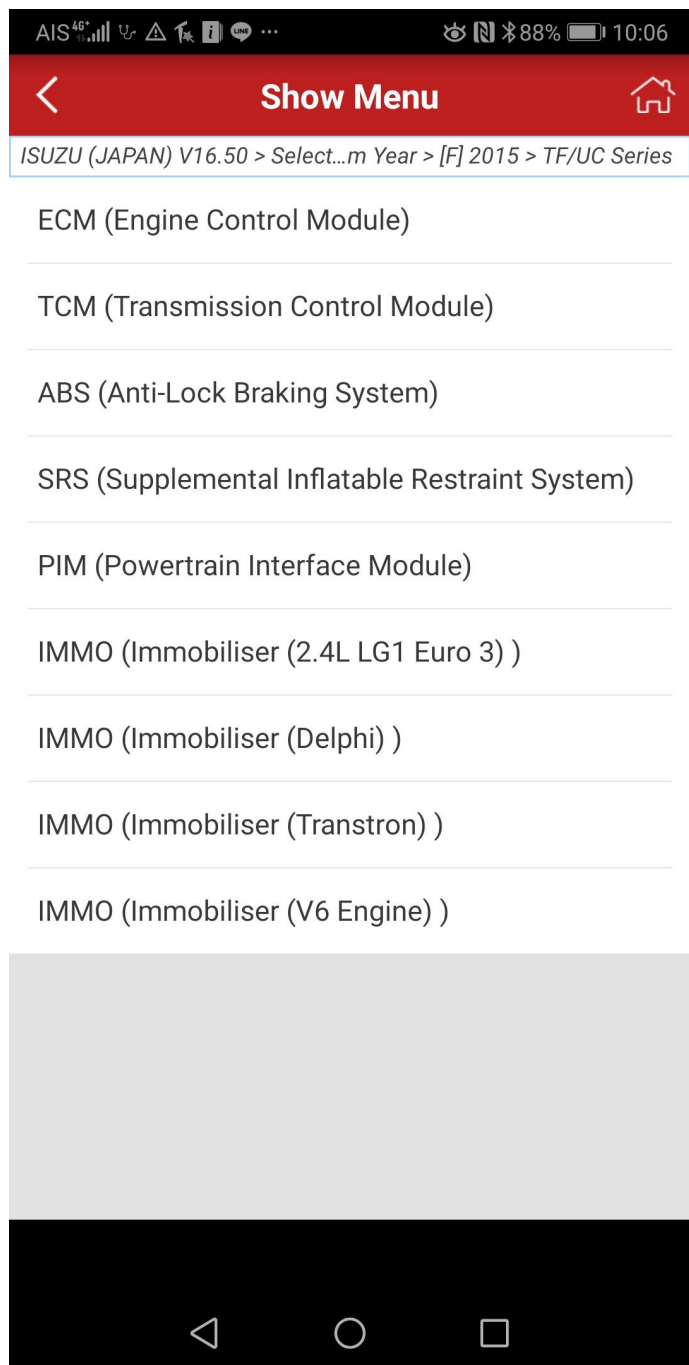 AIS 4G+ LINE ... 88% 10:06
Show Menu
ISUZU (JAPAN) V16.50 > Select...m Year > [F] 2015 > TF/UC Series
ECM (Engine Control Module)
TCM (Transmission Control Module)
ABS (Anti-Lock Braking System)
SRS (Supplemental Inflatable Restraint System)
PIM (Powertrain Interface Module)
IMMO (Immobiliser (2.4L LG1 Euro 3) )
IMMO (Immobiliser (Delphi) )
IMMO (Immobiliser (Transtron) )
IMMO (Immobiliser (V6 Engine) )